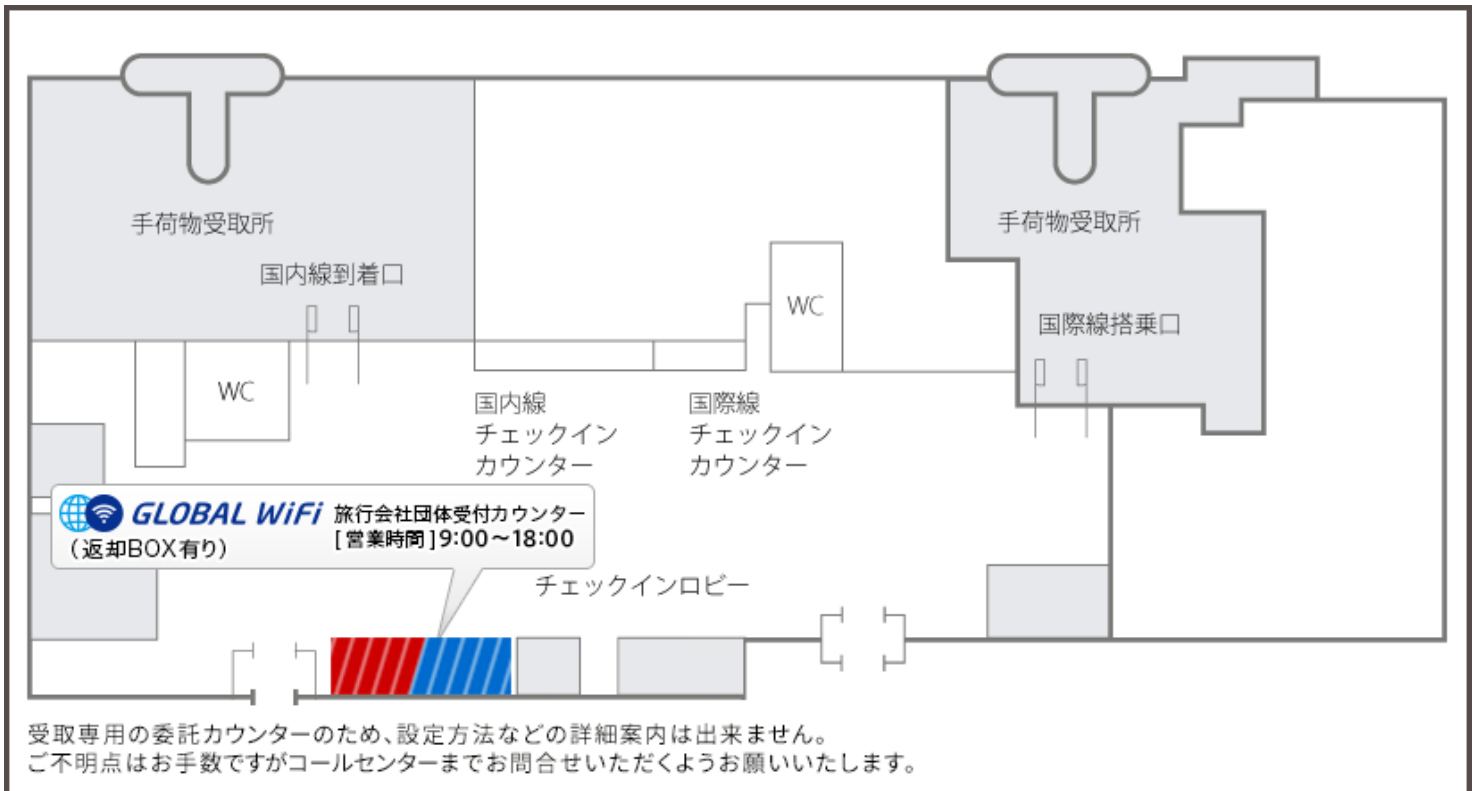 手荷物受取所
手荷物受取所
国内線到着口
WC
国際線搭乗口
WC
国内線
チェックイン
カウンター
国際線
チェックイン
カウンター
GLOBAL WiFi 旅行会社団体受付カウンター
（返却BOX有り） [営業時間]9:00～18:00
チェックインロビー
受取専用の委託カウンターのため、設定方法などの詳細案内は出来ません。
ご不明点はお手数ですがコールセンターまでお問合せいただくようお願いいたします。